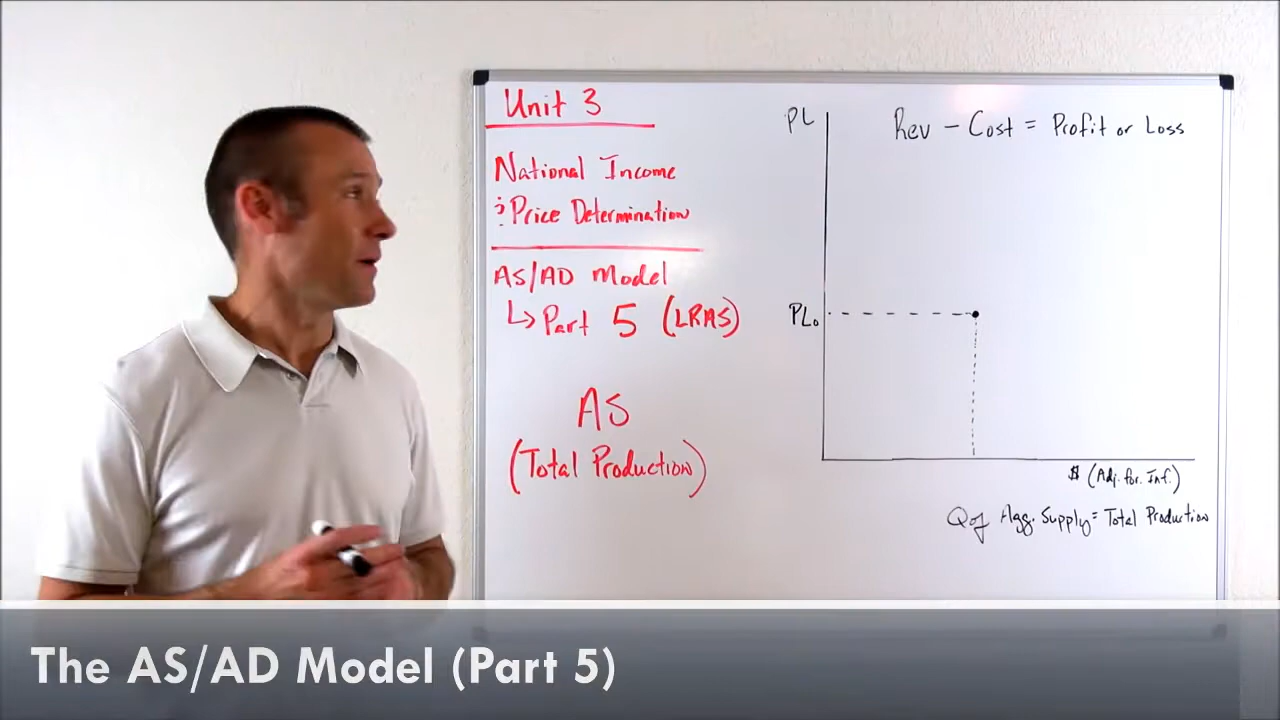 Unit 3
National Income
& Price Determination
AS/AD Model
↳ Part 5 (LRAS)
AS
(Total Production)
PL
Rev - Cost = Profit or Loss
PL₀
$ (Adj. for. Inf.)
Q of Agg. Supply = Total Production
The AS/AD Model (Part 5)